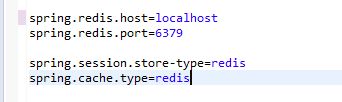 spring.redis.host=localhost
spring.redis.port=6379
spring.session.store-type=redis
spring.cache.type=redis